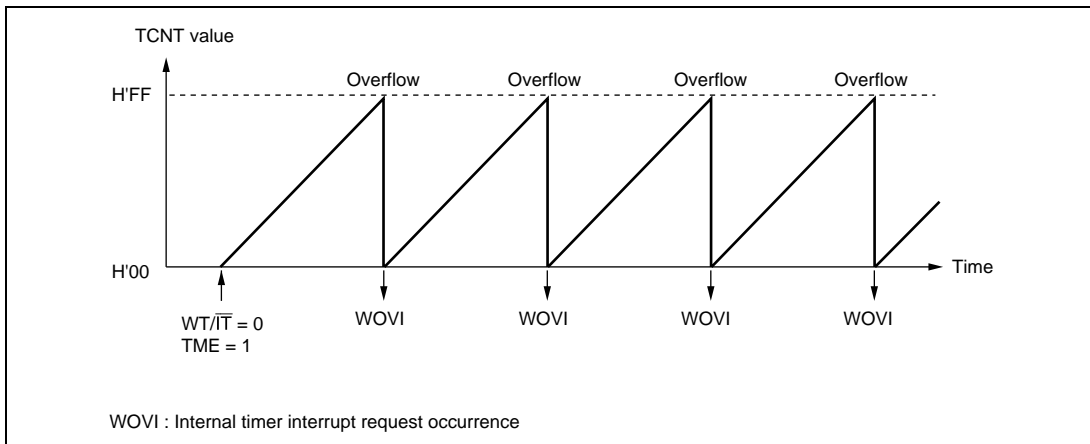 TCNT value
Overflow Overflow Overflow Overflow
H'FF
H'00
Time
WT/I̅T̅ = 0
TME = 1
WOVI WOVI WOVI WOVI
WOVI : Internal timer interrupt request occurrence